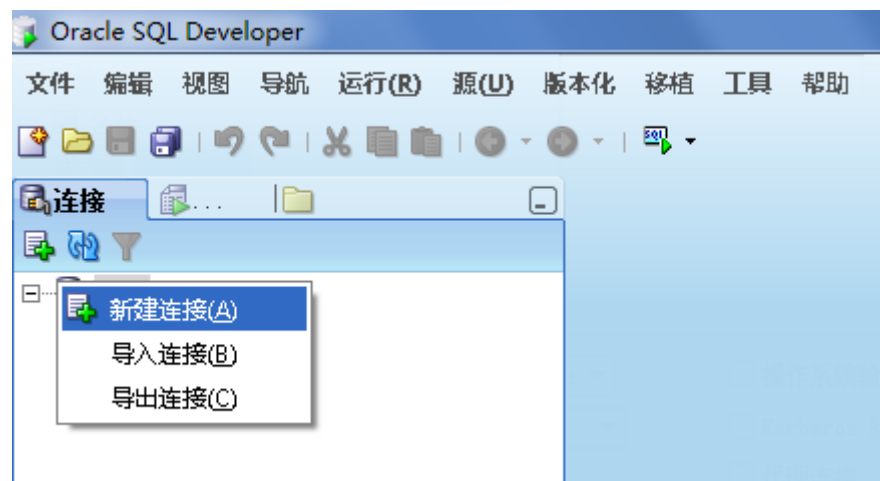 Oracle SQL Developer
文件 编辑 视图 导航 运行(R) 源(U) 版本化 移植 工具 帮助
SQL
连接 ...
新建连接(A)
导入连接(B)
导出连接(C)